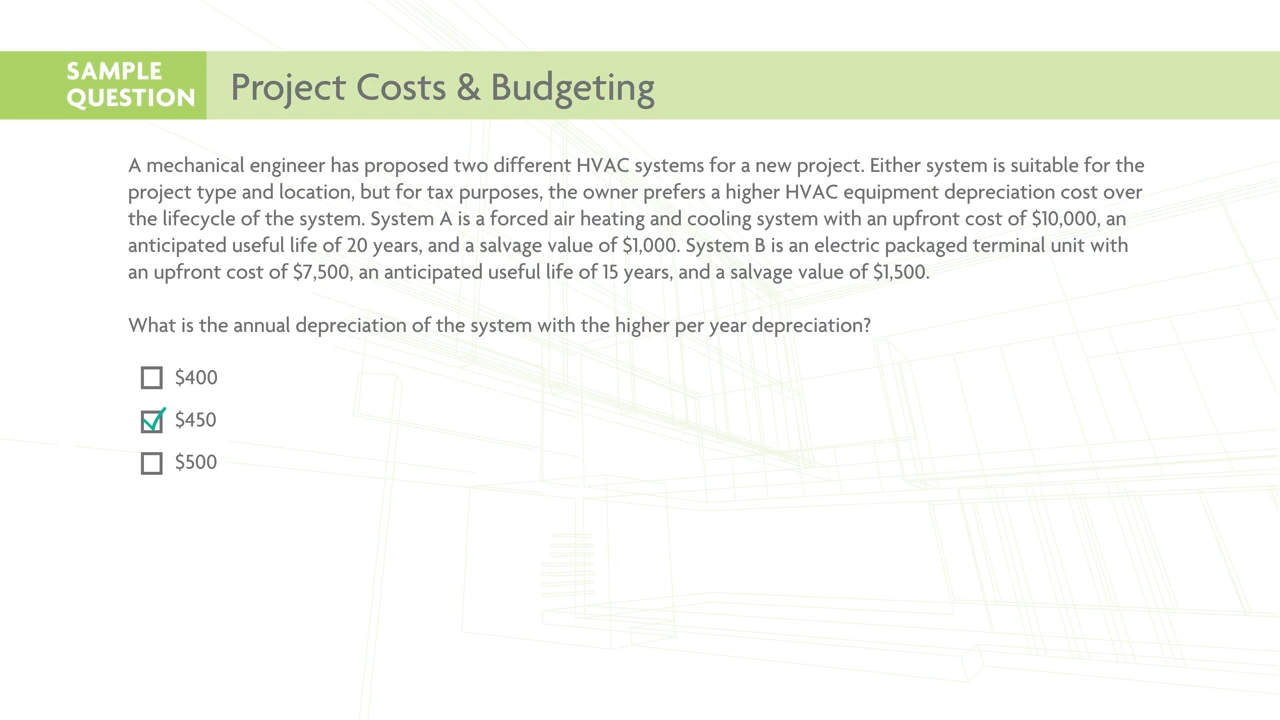 SAMPLE
QUESTION
Project Costs & Budgeting
A mechanical engineer has proposed two different HVAC systems for a new project. Either system is suitable for the
project type and location, but for tax purposes, the owner prefers a higher HVAC equipment depreciation cost over
the lifecycle of the system. System A is a forced air heating and cooling system with an upfront cost of $10,000, an
anticipated useful life of 20 years, and a salvage value of $1,000. System B is an electric packaged terminal unit with
an upfront cost of $7,500, an anticipated useful life of 15 years, and a salvage value of $1,500.
What is the annual depreciation of the system with the higher per year depreciation?
$400
$450
$500